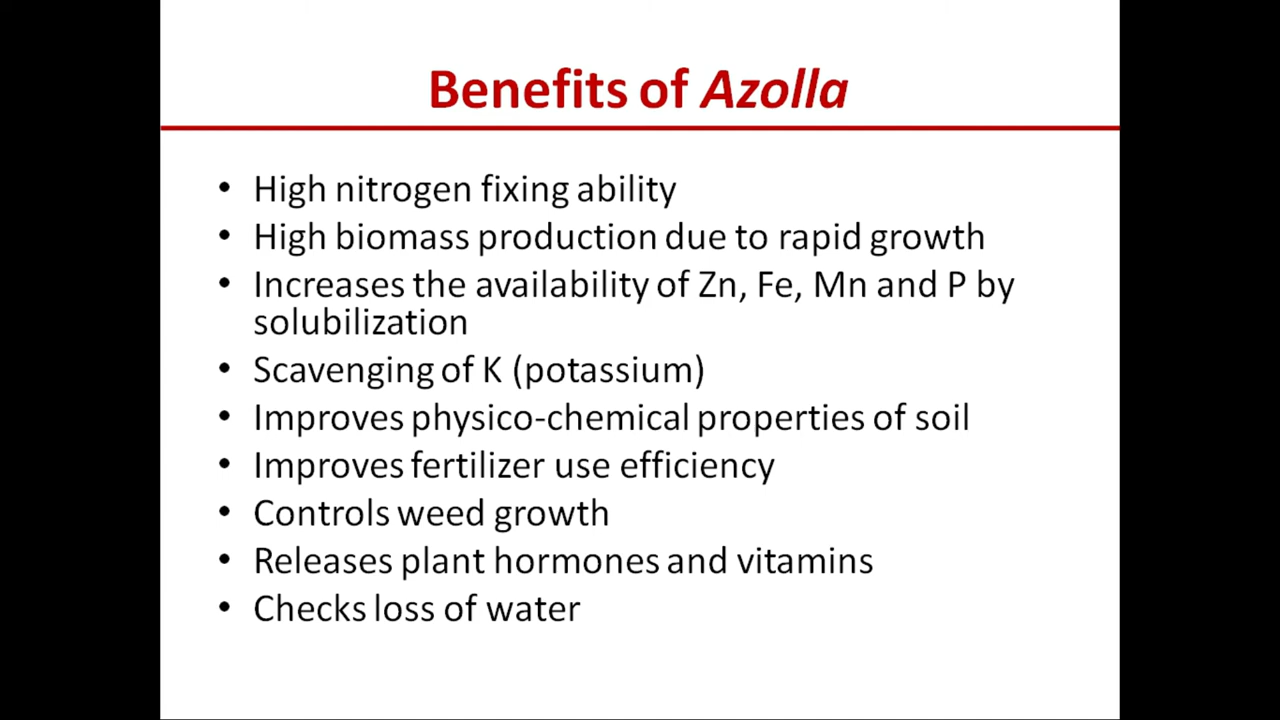 Benefits of Azolla
• High nitrogen fixing ability
• High biomass production due to rapid growth
• Increases the availability of Zn, Fe, Mn and P by
solubilization
• Scavenging of K (potassium)
• Improves physico-chemical properties of soil
• Improves fertilizer use efficiency
• Controls weed growth
• Releases plant hormones and vitamins
• Checks loss of water